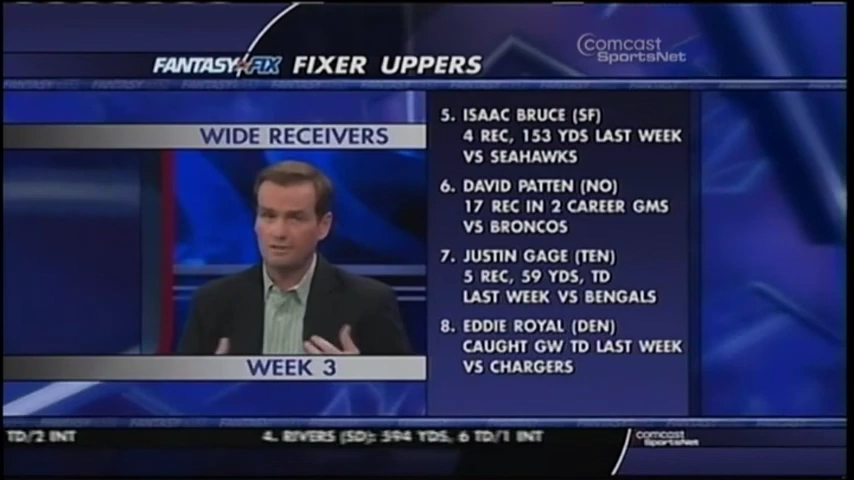 Comcast
SportsNet
FANTASY FIX FIXER UPPERS
WIDE RECEIVERS
5. ISAAC BRUCE (SF)
4 REC, 153 YDS LAST WEEK
VS SEAHAWKS
6. DAVID PATTEN (NO)
17 REC IN 2 CAREER GMS
VS BRONCOS
7. JUSTIN GAGE (TEN)
5 REC, 59 YDS, TD
LAST WEEK VS BENGALS
8. EDDIE ROYAL (DEN)
CAUGHT GW TD LAST WEEK
VS CHARGERS
WEEK 3
TD/2 INT 4. RIVERS (SD): 594 YDS, 6 TD/1 INT
comcast
SportsNet